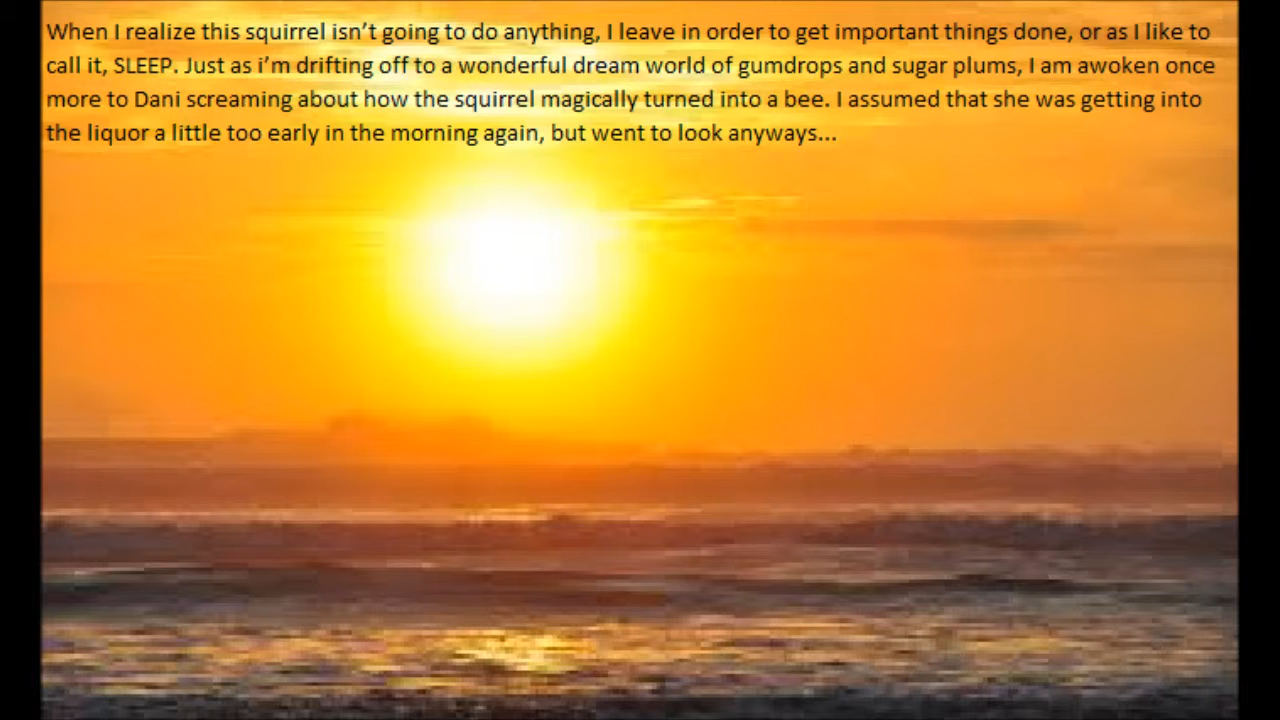 When I realize this squirrel isn’t going to do anything, I leave in order to get important things done, or as I like to
call it, SLEEP. Just as i’m drifting off to a wonderful dream world of gumdrops and sugar plums, I am awoken once
more to Dani screaming about how the squirrel magically turned into a bee. I assumed that she was getting into
the liquor a little too early in the morning again, but went to look anyways...